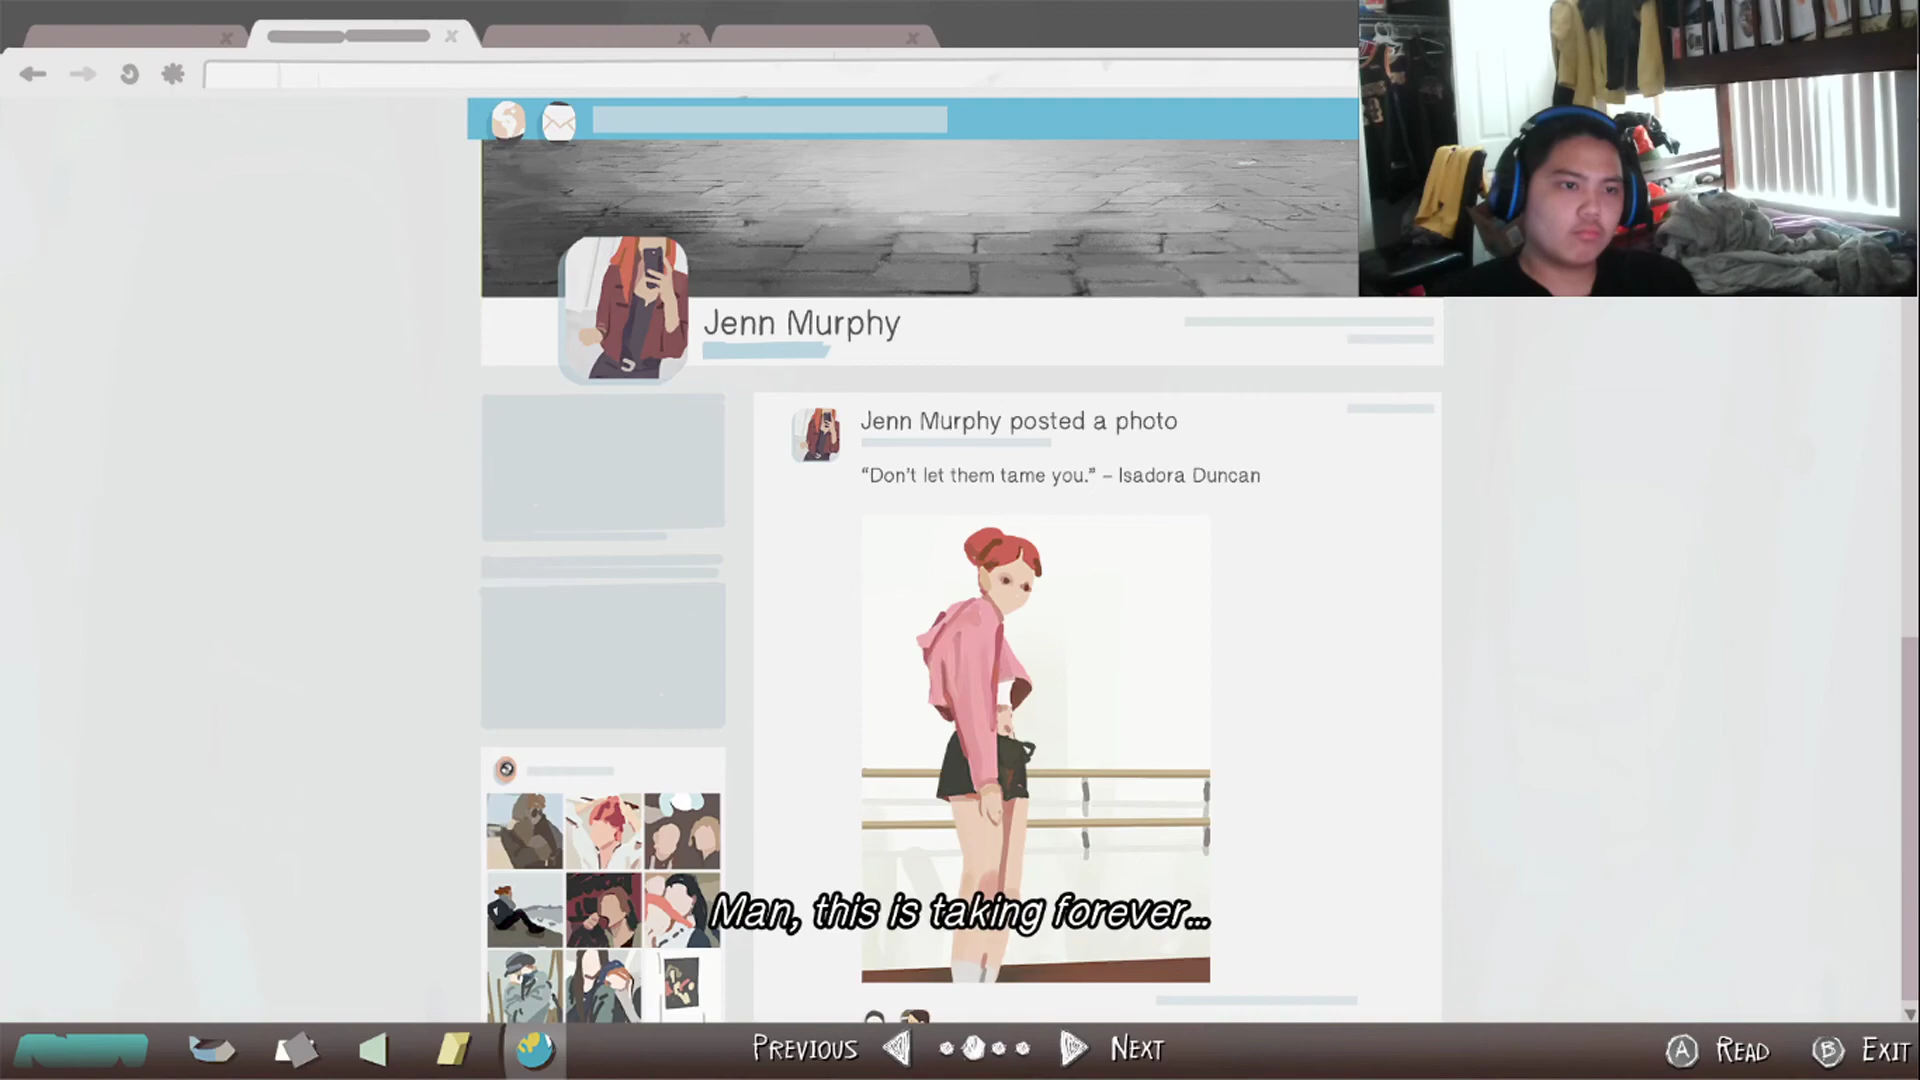 Jenn Murphy
Jenn Murphy posted a photo
“Don’t let them tame you.” – Isadora Duncan
Man, this is taking forever...
PREVIOUS
NEXT
A READ
B EXIT